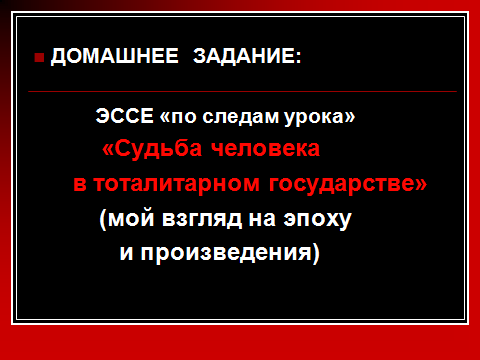 ДОМАШНЕЕ ЗАДАНИЕ:
ЭССЕ «по следам урока»
«Судьба человека
в тоталитарном государстве»
(мой взгляд на эпоху
и произведения)